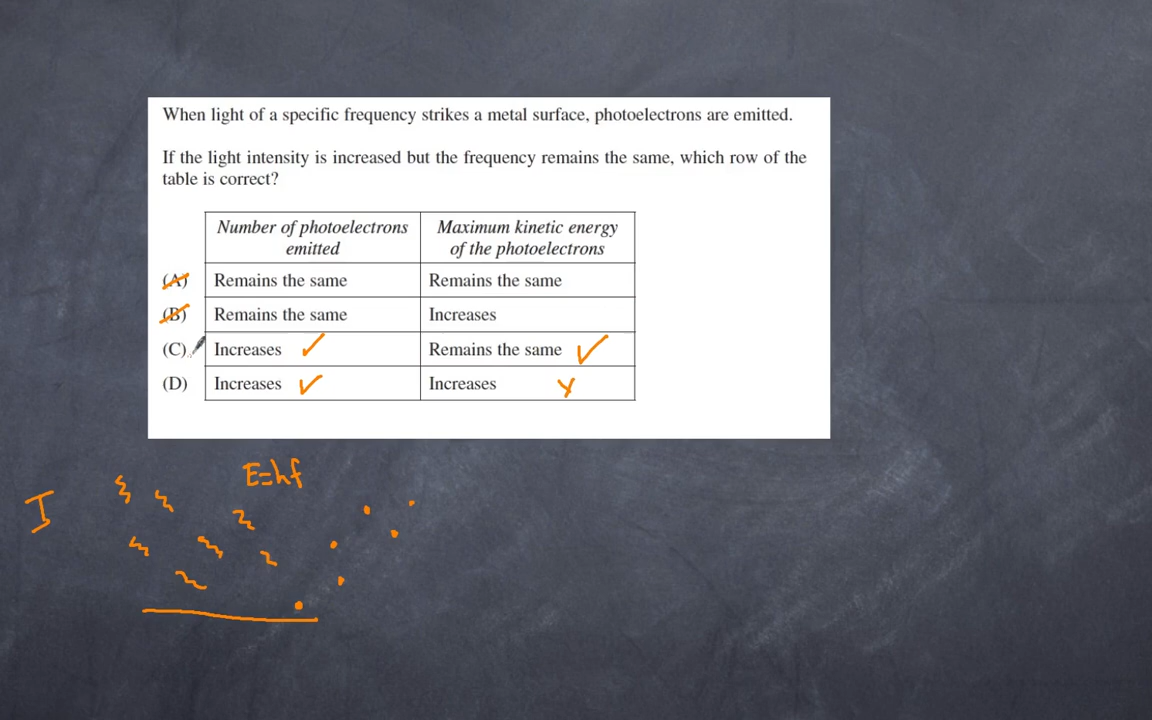 When light of a specific frequency strikes a metal surface, photoelectrons are emitted.
If the light intensity is increased but the frequency remains the same, which row of the
table is correct?
Number of photoelectrons emitted
Maximum kinetic energy of the photoelectrons
(A) Remains the same Remains the same
(B) Remains the same Increases
(C) Increases ✓ Remains the same ✓
(D) Increases ✓ Increases x
E=hf
I